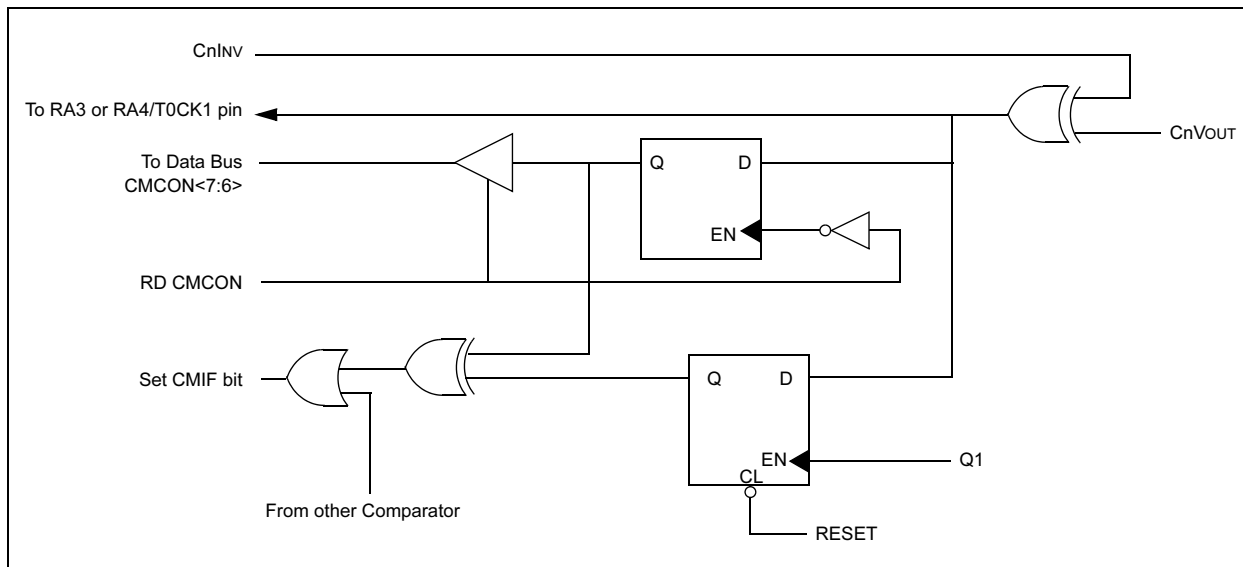 CnINV
To RA3 or RA4/T0CK1 pin
CnVOUT
To Data Bus
CMCON<7:6>
Q
D
EN
RD CMCON
Set CMIF bit
Q
D
EN
Q1
CL
From other Comparator
RESET